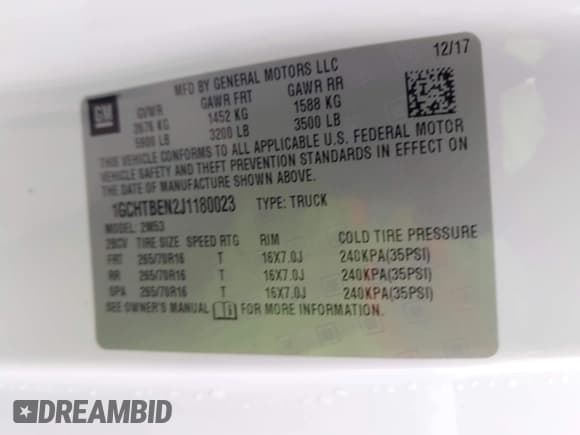 12/17
MFD BY GENERAL MOTORS LLC
GM
GVWR GAWR FRT GAWR RR
2676 KG 1452 KG 1588 KG
5900 LB 3200 LB 3500 LB
THIS VEHICLE CONFORMS TO ALL APPLICABLE U.S. FEDERAL MOTOR
VEHICLE SAFETY AND THEFT PREVENTION STANDARDS IN EFFECT ON
THE DATE OF MANUFACTURE SHOWN ABOVE.
1GCHTBEN2J1180023 TYPE: TRUCK
MODEL: 2M53
2BCV TIRE SIZE SPEED RTG RIM COLD TIRE PRESSURE
FRT 265/70R16 T 16X7.0J 240KPA(35PSI)
RR 265/70R16 T 16X7.0J 240KPA(35PSI)
SPA 265/70R16 T 16X7.0J 240KPA(35PSI)
SEE OWNER'S MANUAL FOR MORE INFORMATION.
DREAMBID